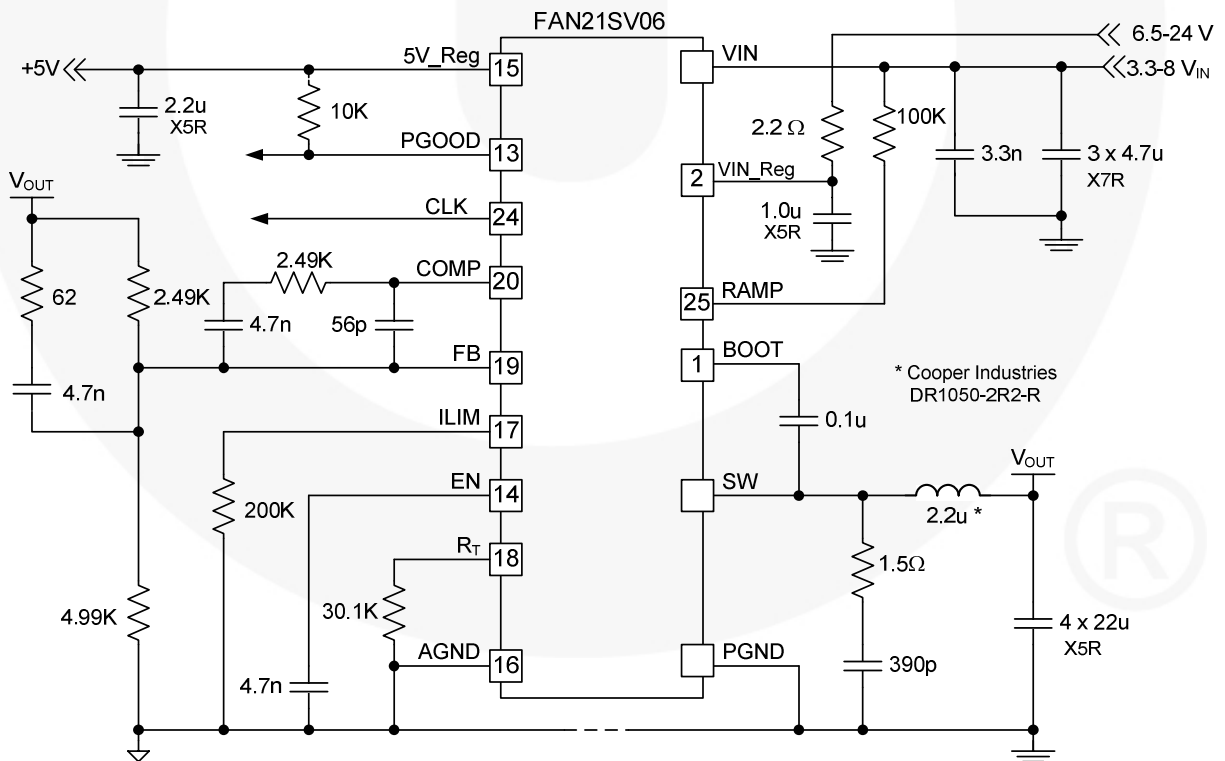 FAN21SV06
+5V
5V_Reg
15
VIN
6.5-24 V
3.3-8 VIN
2.2u
X5R
10K
PGOOD
13
2.2 Ω
100K
3.3n
3 x 4.7u
X7R
2
VIN_Reg
1.0u
X5R
VOUT
CLK
24
62
2.49K
2.49K
COMP
20
4.7n
56p
25
RAMP
FB
19
1
BOOT
* Cooper Industries
DR1050-2R2-R
4.7n
0.1u
ILIM
17
200K
EN
14
SW
VOUT
2.2u *
RT
18
1.5Ω
30.1K
4.99K
4 x 22u
X5R
AGND
16
PGND
390p
4.7n
®